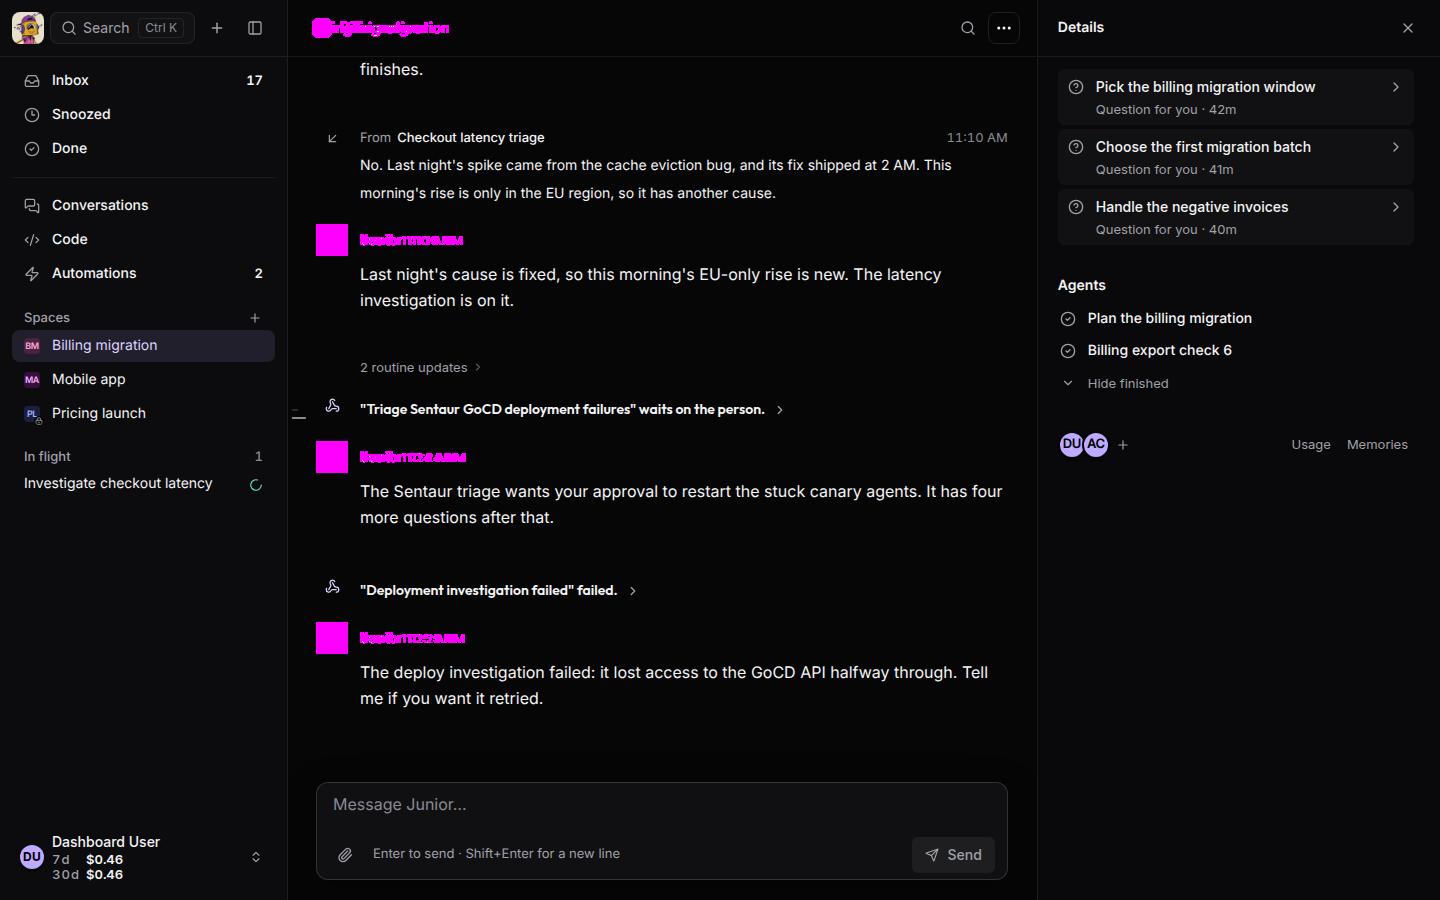 Search
Ctrl K
Inbox
17
Snoozed
Done
Conversations
Code
Automations
2
Spaces
BM
Billing migration
MA
Mobile app
PL
Pricing launch
In flight
1
Investigate checkout latency
DU
Dashboard User
7d $0.46
30d $0.46
finishes.
From Checkout latency triage
11:10 AM
No. Last night's spike came from the cache eviction bug, and its fix shipped at 2 AM. This
morning's rise is only in the EU region, so it has another cause.
Last night's cause is fixed, so this morning's EU-only rise is new. The latency
investigation is on it.
2 routine updates
"Triage Sentaur GoCD deployment failures" waits on the person.
The Sentaur triage wants your approval to restart the stuck canary agents. It has four
more questions after that.
"Deployment investigation failed" failed.
The deploy investigation failed: it lost access to the GoCD API halfway through. Tell
me if you want it retried.
Message Junior...
Enter to send · Shift+Enter for a new line
Send
Details
Pick the billing migration window
Question for you · 42m
Choose the first migration batch
Question for you · 41m
Handle the negative invoices
Question for you · 40m
Agents
Plan the billing migration
Billing export check 6
Hide finished
DU
AC
Usage
Memories